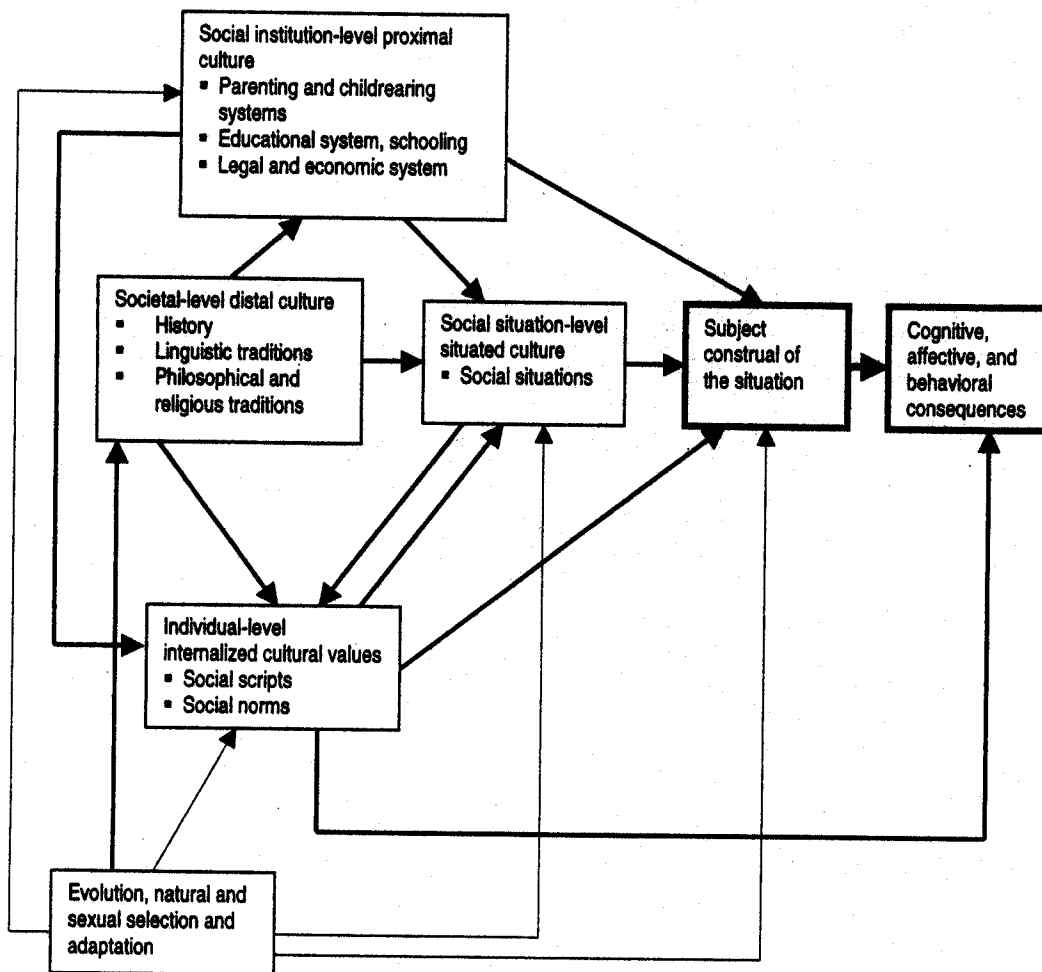 Social institution-level proximal
culture
▪ Parenting and childrearing
systems
▪ Educational system, schooling
▪ Legal and economic system
Societal-level distal culture
▪ History
▪ Linguistic traditions
▪ Philosophical and
religious traditions
Social situation-level
situated culture
▪ Social situations
Subject
construal of
the situation
Cognitive,
affective, and
behavioral
consequences
Individual-level
internalized cultural values
▪ Social scripts
▪ Social norms
Evolution, natural and
sexual selection and
adaptation